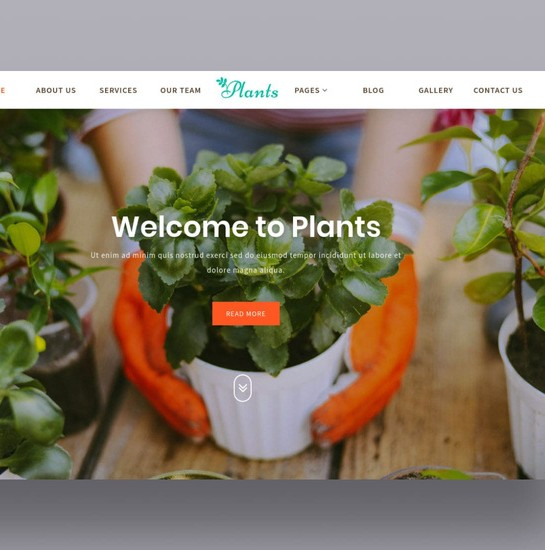 E
ABOUT US
SERVICES
OUR TEAM
Plants
PAGES
BLOG
GALLERY
CONTACT US
Welcome to Plants
Ut enim ad minim quis nostrud exerci sed do eiusmod tempor incididunt ut labore et
dolore magna aliqua.
READ MORE